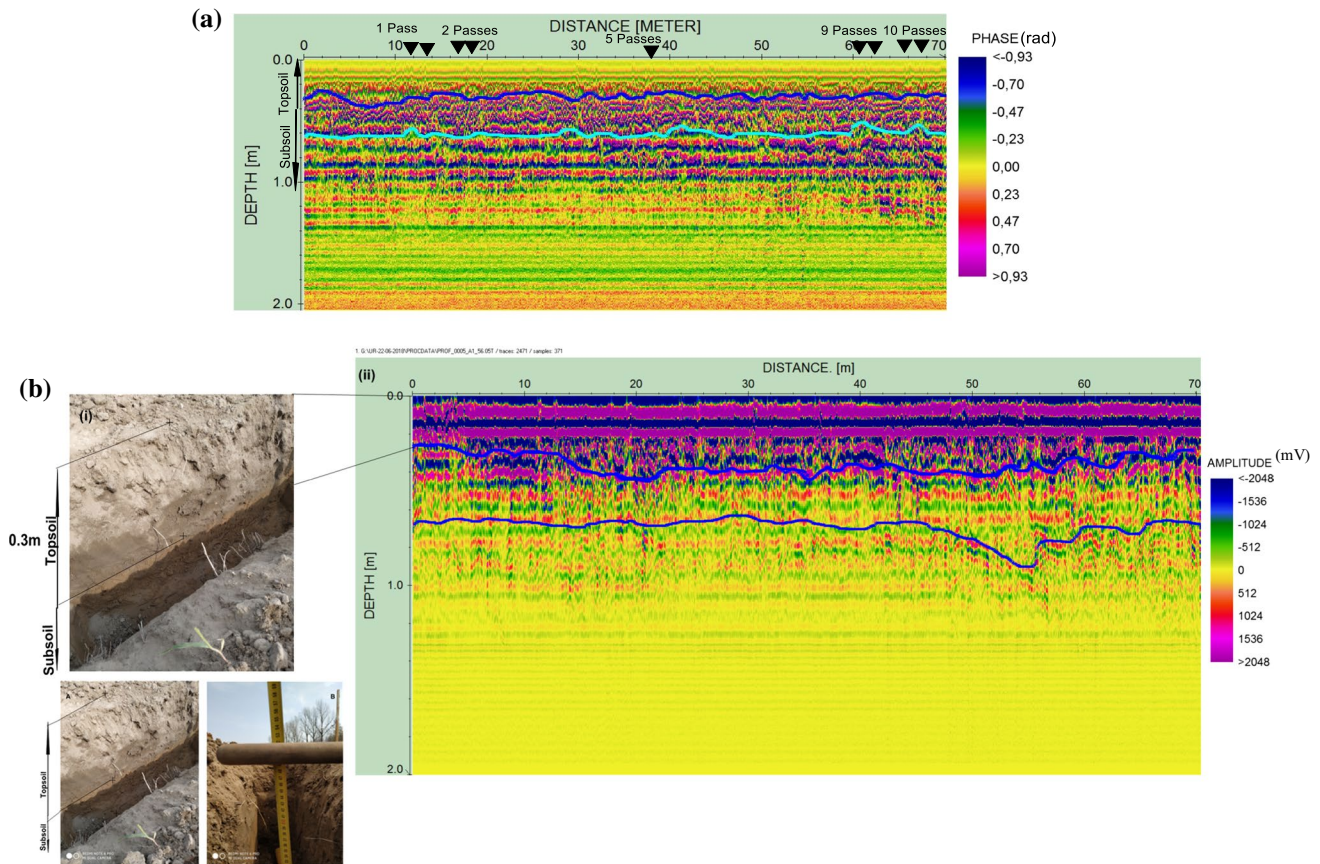 (a)
DISTANCE [METER]
1 Pass
2 Passes
5 Passes
9 Passes
10 Passes
0 10 20 30 40 50 60 70
PHASE (rad)
<-0,93
-0,70
-0,47
-0,23
0,00
0,23
0,47
0,70
>0,93
0.0
1.0
2.0
DEPTH [m]
Topsoil
Subsoil
(b)
(i)
0.3m
Topsoil
Subsoil
A
Topsoil
Subsoil
B
(ii)
DISTANCE. [m]
0 10 20 30 40 50 60 70
0.0
1.0
2.0
DEPTH [m]
AMPLITUDE (mV)
<-2048
-1536
-1024
-512
0
512
1024
1536
>2048